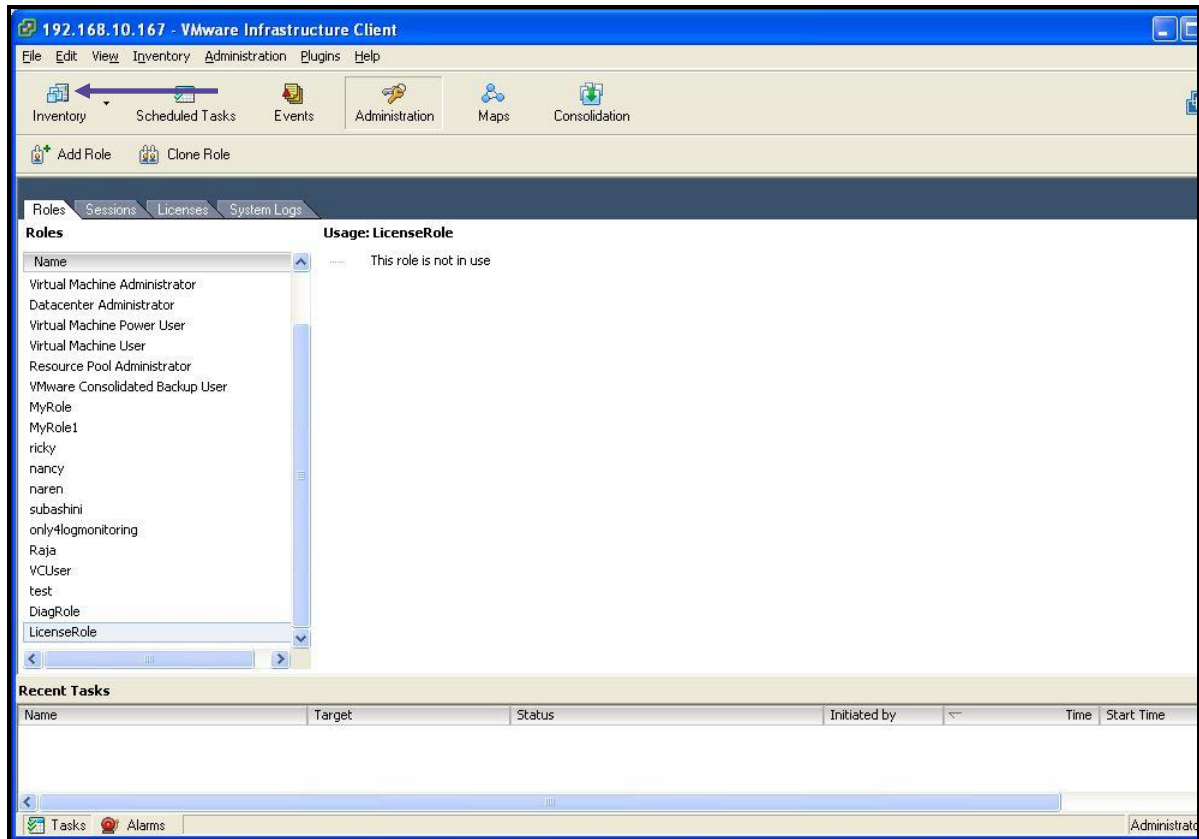 192.168.10.167 - VMware Infrastructure Client
File Edit View Inventory Administration Plugins Help
Inventory Scheduled Tasks Events Administration Maps Consolidation
Add Role Clone Role
Roles Sessions Licenses System Logs
Roles
Usage: LicenseRole
Name
This role is not in use
Virtual Machine Administrator
Datacenter Administrator
Virtual Machine Power User
Virtual Machine User
Resource Pool Administrator
VMware Consolidated Backup User
MyRole
MyRole1
ricky
nancy
naren
subashini
only4logmonitoring
Raja
VCUser
test
DiagRole
LicenseRole
Recent Tasks
Name Target Status Initiated by Time Start Time
Tasks Alarms Administrato